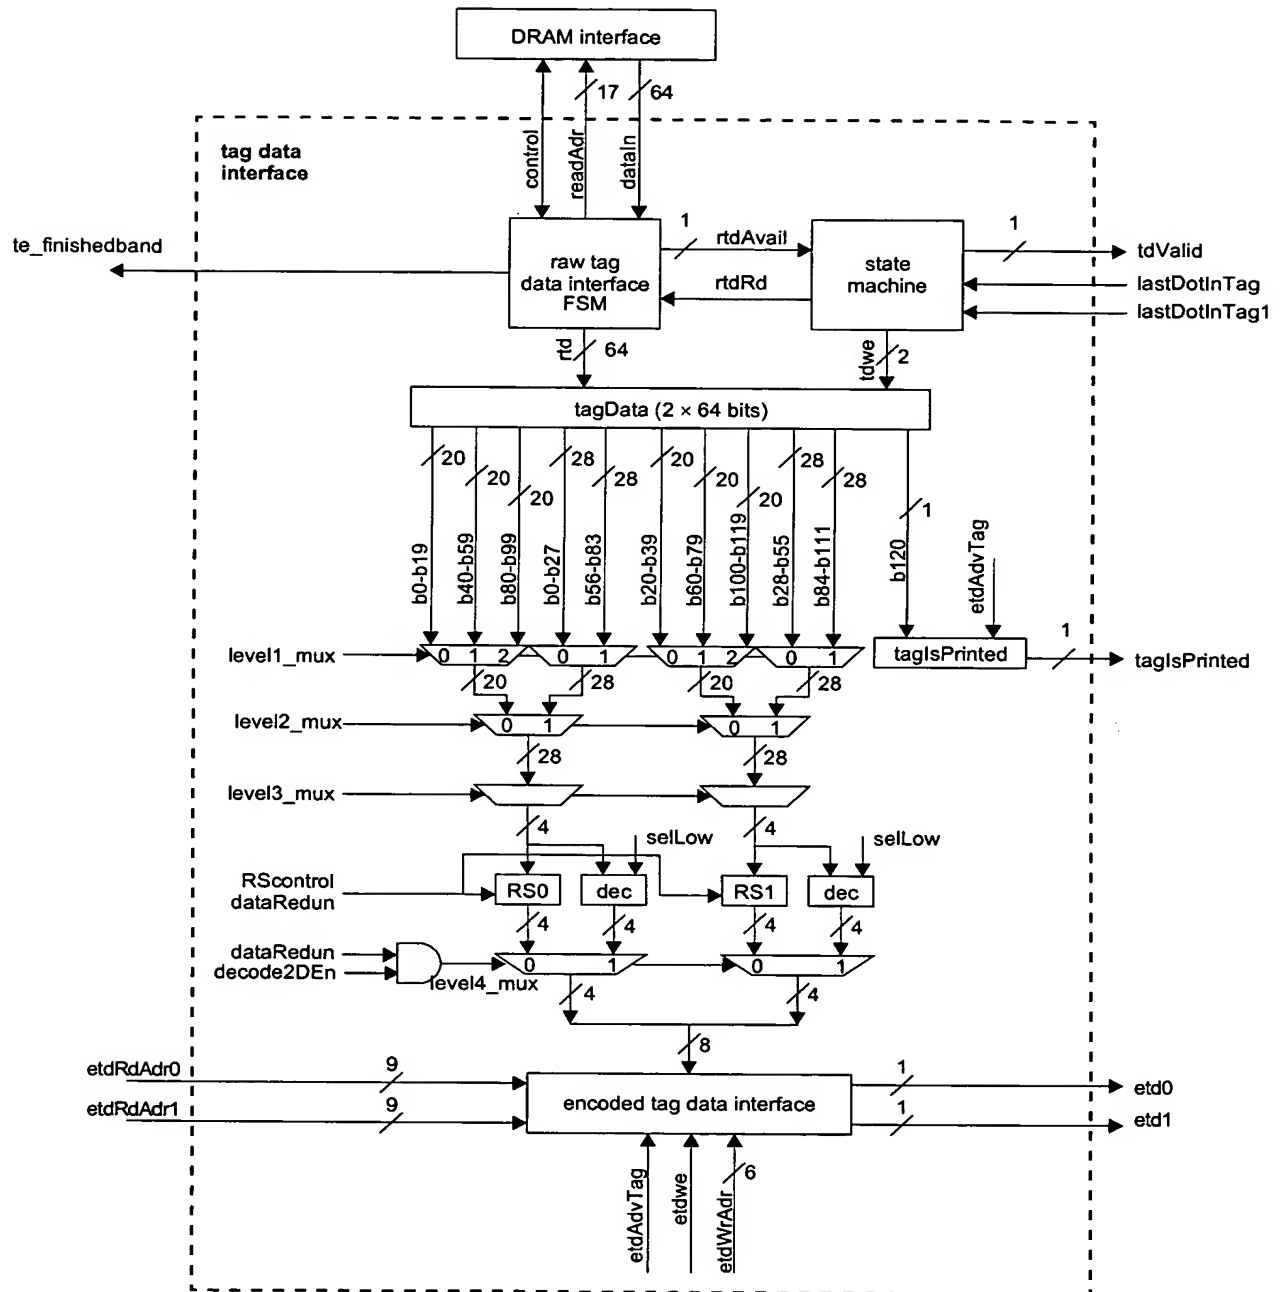 DRAM interface
17
64
control
readAdr
dataIn
tag data
interface
te_finishedband
raw tag
data interface
FSM
1
rtdAvail
rtdRd
state
machine
1
tdValid
lastDotInTag
lastDotInTag1
rtd
64
tdwe
2
tagData (2 × 64 bits)
20
20
20
28
28
20
20
20
28
28
1
b0-b19
b40-b59
b80-b99
b0-b27
b56-b83
b20-b39
b60-b79
b100-b119
b28-b55
b84-b111
b120
etdAdvTag
level1_mux
0 1 2
0 1
0 1 2
0 1
tagIsPrinted
1
tagIsPrinted
20
28
20
28
level2_mux
0 1
0 1
28
28
level3_mux
4
selLow
4
selLow
RScontrol
dataRedun
RS0
dec
RS1
dec
4
4
4
4
dataRedun
decode2DEn
level4_mux
0 1
0 1
4
4
8
etdRdAdr0
9
etdRdAdr1
9
encoded tag data interface
1
etd0
1
etd1
etdAdvTag
etdwe
etdWrAdr
6